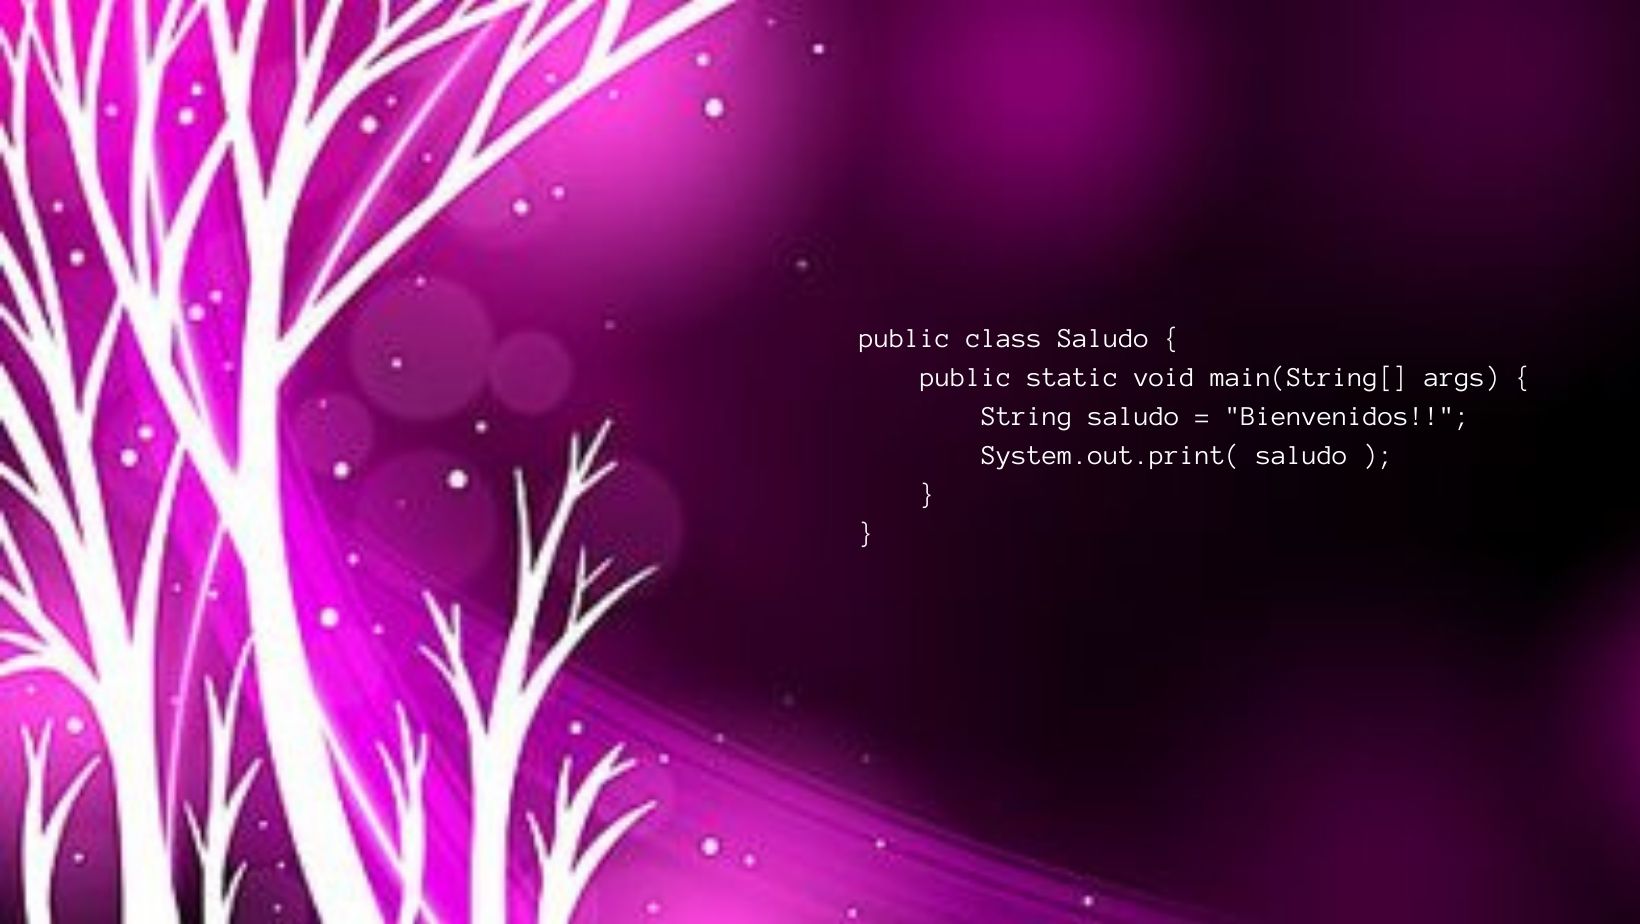 public class Saludo {
    public static void main(String[] args) {
        String saludo = "Bienvenidos!!";
        System.out.print( saludo );
    }
}